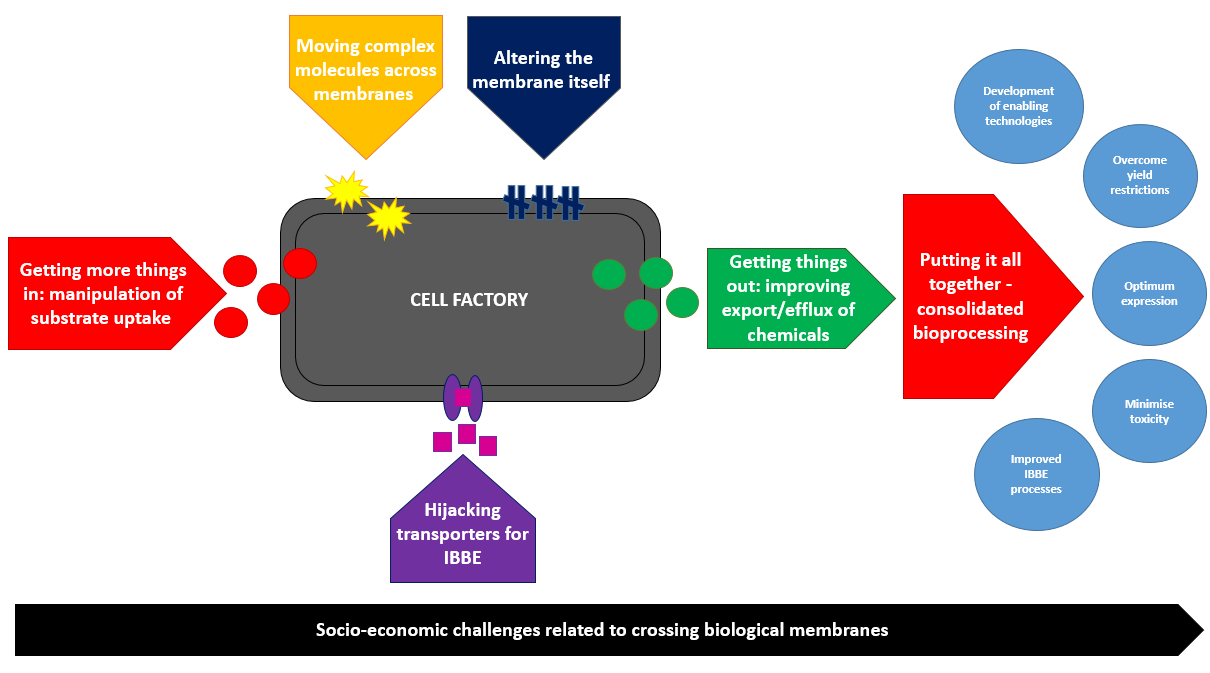 Moving complex
molecules across
membranes
Altering the
membrane itself
Getting more things
in: manipulation of
substrate uptake
CELL FACTORY
Getting things
out: improving
export/efflux of
chemicals
Putting it all
together -
consolidated
bioprocessing
Development
of enabling
technologies
Overcome
yield
restrictions
Optimum
expression
Minimise
toxicity
Improved
IBBE
processes
Hijacking
transporters for
IBBE
Socio-economic challenges related to crossing biological membranes